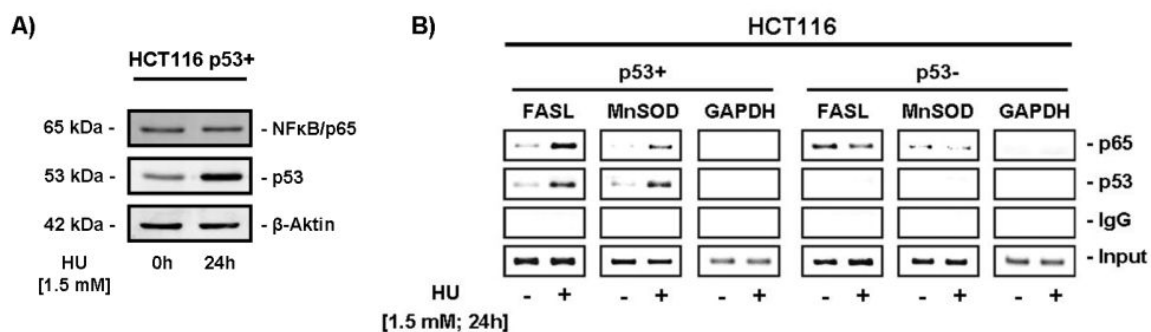 A)
HCT116 p53+
65 kDa - - NFκB/p65
53 kDa - - p53
42 kDa - - β-Aktin
HU 0h 24h
[1.5 mM]
B)
HCT116
p53+ p53-
FASL MnSOD GAPDH FASL MnSOD GAPDH
- p65
- p53
- IgG
- Input
HU - + - + - + - + - + - +
[1.5 mM; 24h]